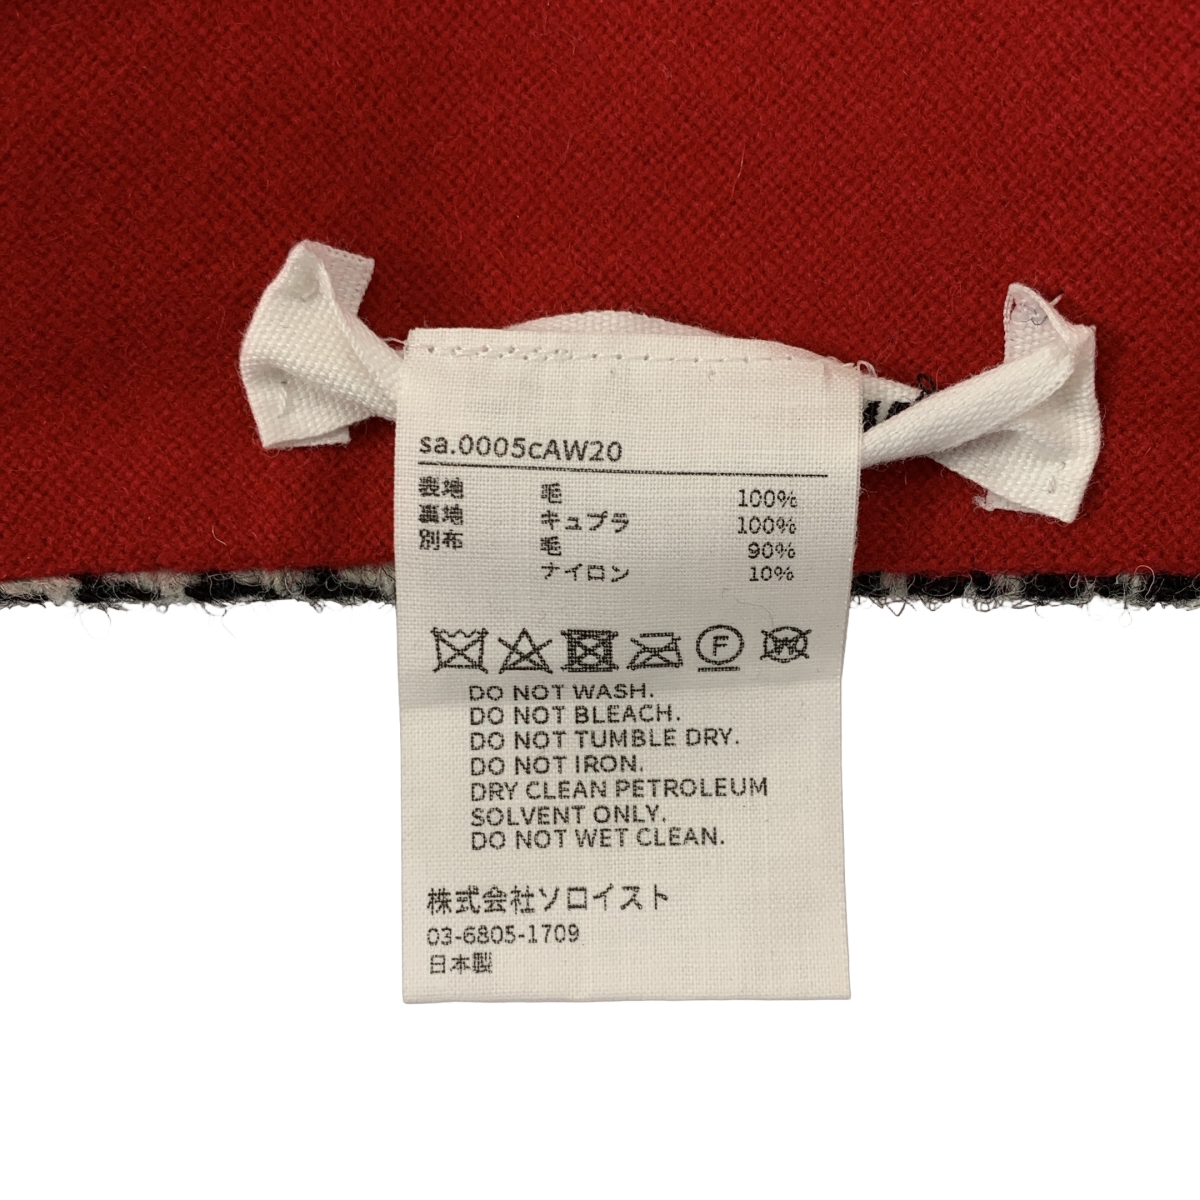 sa.0005cAW20
表地 毛 100%
裏地 キュプラ 100%
別布 毛 90%
ナイロン 10%
F W
DO NOT WASH.
DO NOT BLEACH.
DO NOT TUMBLE DRY.
DO NOT IRON.
DRY CLEAN PETROLEUM
SOLVENT ONLY.
DO NOT WET CLEAN.
株式会社ソロイスト
03-6805-1709
日本製